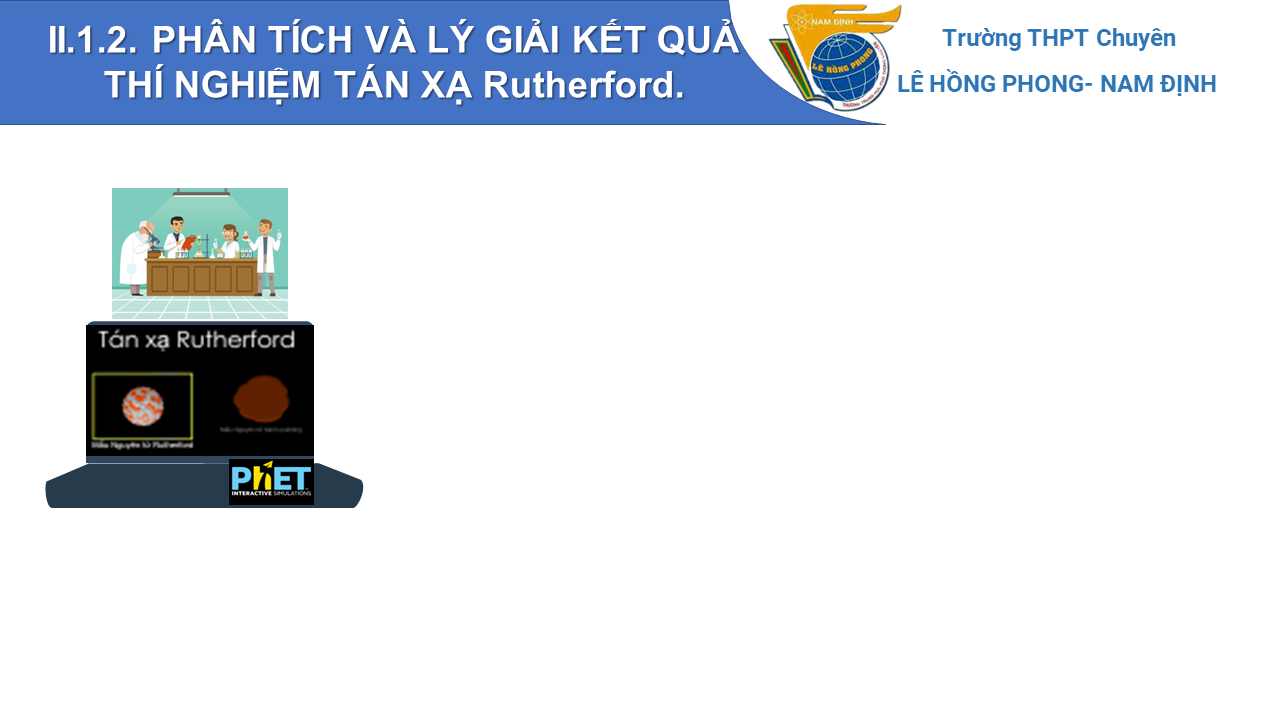 II.1.2. PHÂN TÍCH VÀ LÝ GIẢI KẾT QUẢ
THÍ NGHIỆM TÁN XẠ Rutherford.
NAM ĐỊNH
LÊ HỒNG PHONG
Trường THPT Chuyên
LÊ HỒNG PHONG- NAM ĐỊNH
Tán xạ Rutherford
Mẫu Nguyên tử Rutherford
PhET
INTERACTIVE SIMULATIONS